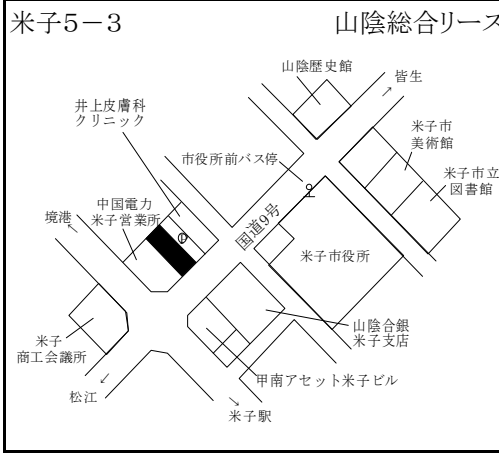 米子5－3
山陰総合リース
山陰歴史館
皆生
井上皮膚科
クリニック
米子市
美術館
市役所前バス停
米子市立
図書館
中国電力
米子営業所
境港
国道9号
米子市役所
米子
商工会議所
山陰合銀
米子支店
甲南アセット米子ビル
松江
米子駅